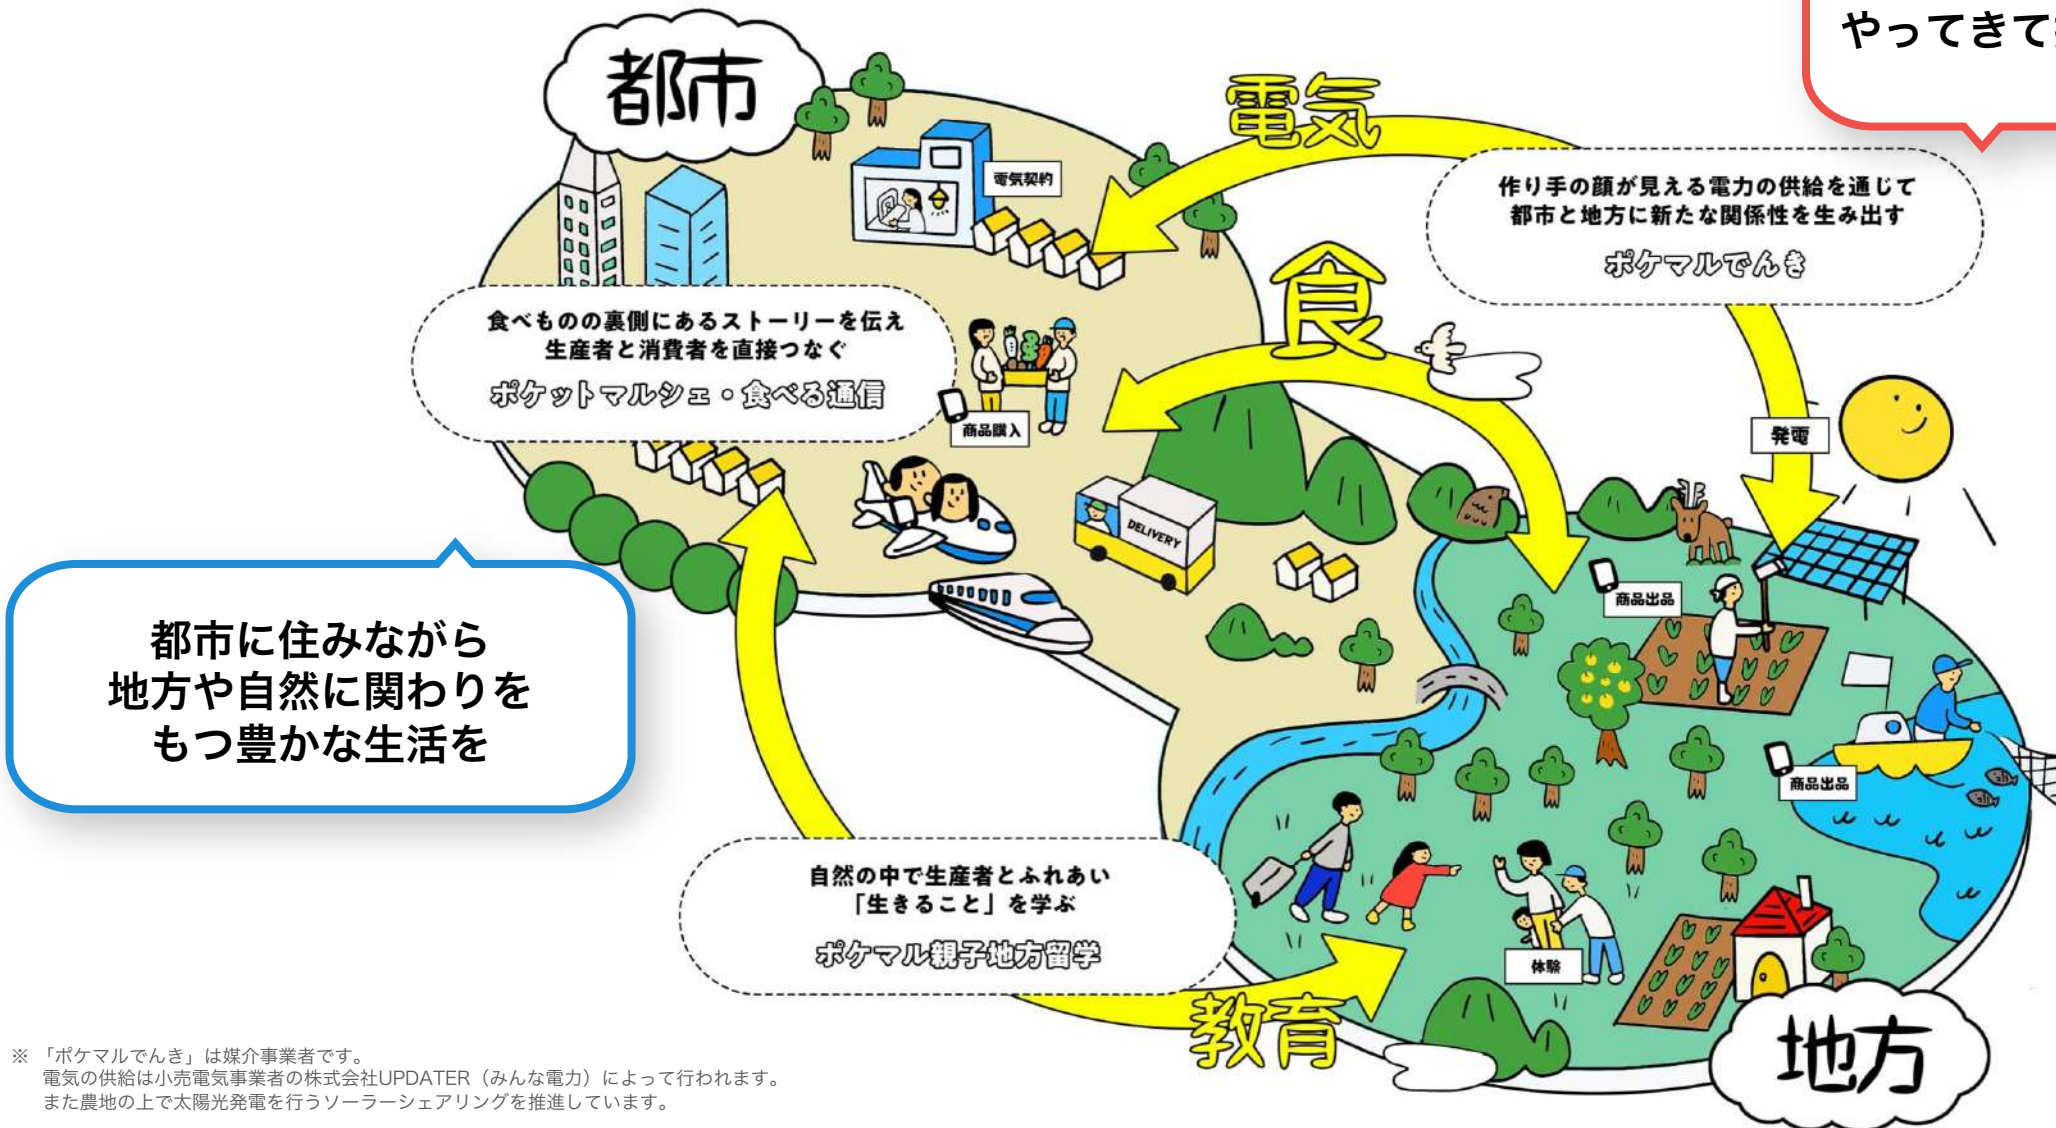 都市
電気
やってきて
電気契約
作り手の顔が見える電力の供給を通じて
都市と地方に新たな関係性を生み出す
ポケマルでんき
食
食べものの裏側にあるストーリーを伝え
生産者と消費者を直接つなぐ
ポケットマルシェ・食べる通信
商品購入
発電
DELIVERY
商品出品
都市に住みながら
地方や自然に関わりを
もつ豊かな生活を
商品出品
自然の中で生産者とふれあい
「生きること」を学ぶ
ポケマル親子地方留学
体験
教育
地方
※ 「ポケマルでんき」は媒介事業者です。
電気の供給は小売電気事業者の株式会社UPDATER（みんな電力）によって行われます。
また農地の上で太陽光発電を行うソーラーシェアリングを推進しています。